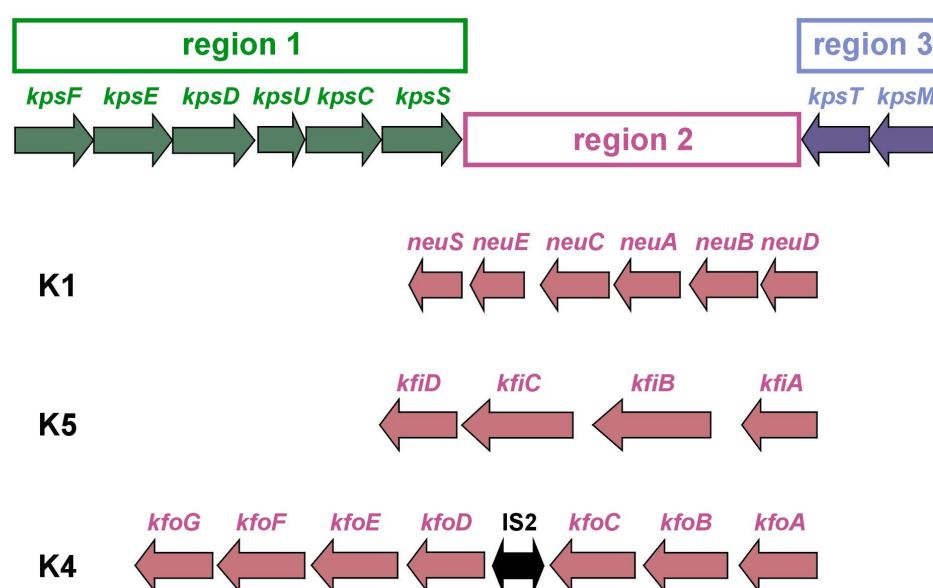 region 1 region 3
kpsF kpsE kpsD kpsU kpsC kpsS kpsT kpsM
region 2
neuS neuE neuC neuA neuB neuD
K1
kfiD kfiC kfiB kfiA
K5
kfoG kfoF kfoE kfoD IS2 kfoC kfoB kfoA
K4